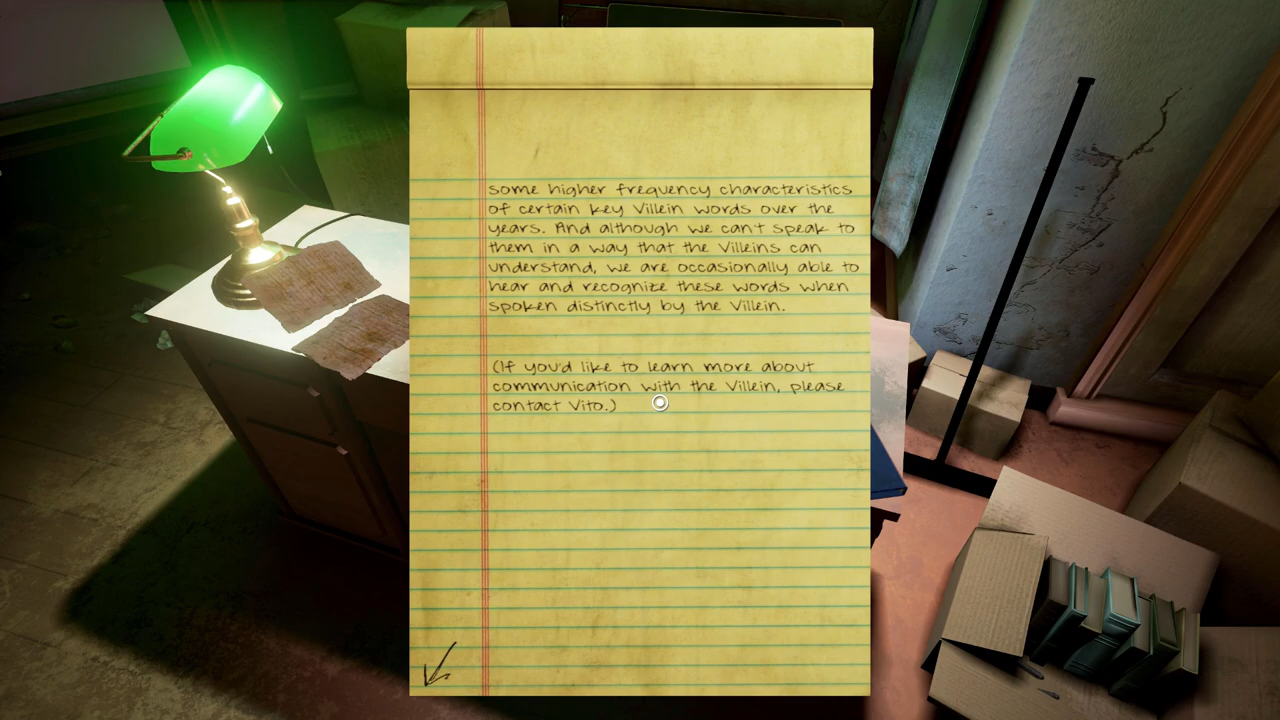 some higher frequency characteristics
of certain key Villein words over the
years. And although we can't speak to
them in a way that the Villeins can
understand, we are occasionally able to
hear and recognize these words when
spoken distinctly by the Villein.
(If you'd like to learn more about
communication with the Villein, please
contact Vito.)